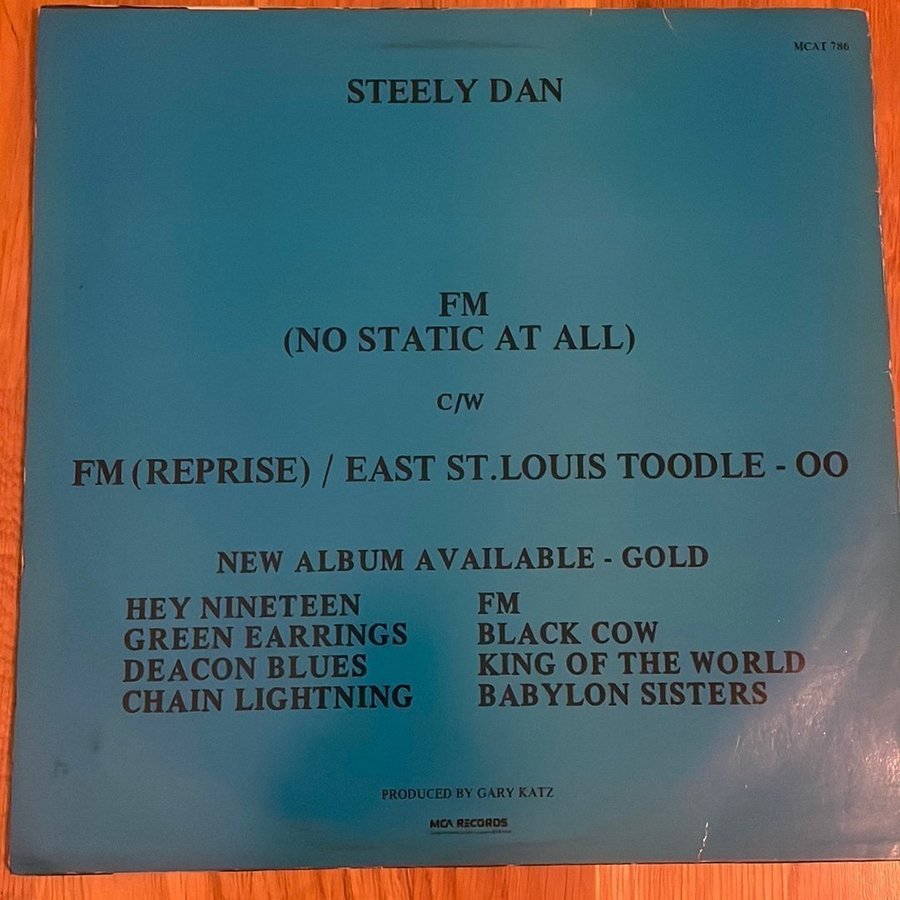 MCAT 786
STEELY DAN
FM
(NO STATIC AT ALL)
C/W
FM (REPRISE) / EAST ST.LOUIS TOODLE - OO
NEW ALBUM AVAILABLE - GOLD
HEY NINETEEN
GREEN EARRINGS
DEACON BLUES
CHAIN LIGHTNING
FM
BLACK COW
KING OF THE WORLD
BABYLON SISTERS
PRODUCED BY GARY KATZ
MCA RECORDS